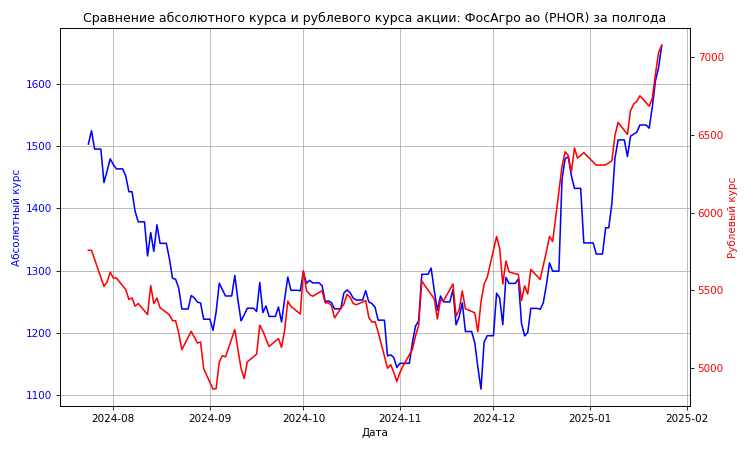 Сравнение абсолютного курса и рублевого курса акции: ФосАгро ао (PHOR) за полгода
Абсолютный курс
1600
1500
1400
1300
1200
1100
7000
6500
6000
5500
5000
Рублевый курс
2024-08 2024-09 2024-10 2024-11 2024-12 2025-01 2025-02
Дата